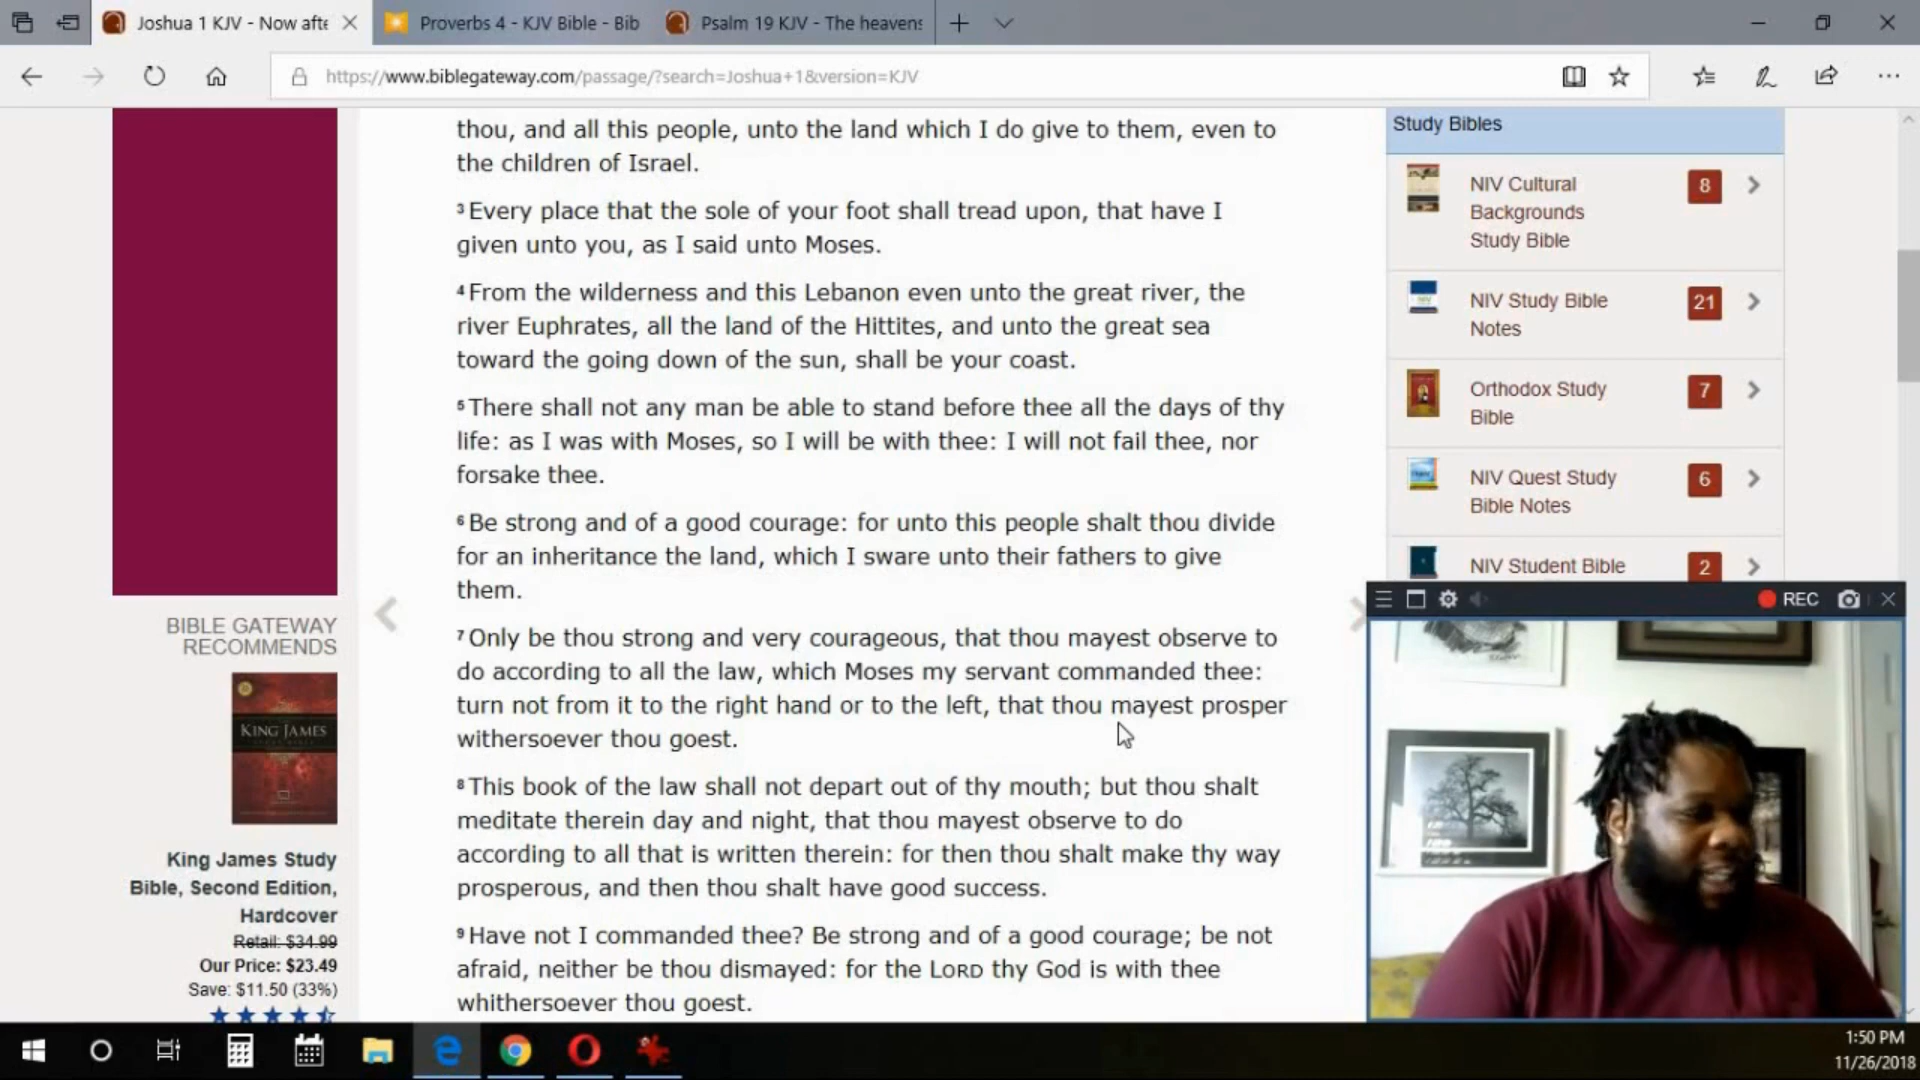 Joshua 1 KJV - Now afte
Proverbs 4 - KJV Bible - Bib
Psalm 19 KJV - The heavens
https://www.biblegateway.com/passage/?search=Joshua+1&version=KJV
thou, and all this people, unto the land which I do give to them, even to
the children of Israel.
3 Every place that the sole of your foot shall tread upon, that have I
given unto you, as I said unto Moses.
4 From the wilderness and this Lebanon even unto the great river, the
river Euphrates, all the land of the Hittites, and unto the great sea
toward the going down of the sun, shall be your coast.
5 There shall not any man be able to stand before thee all the days of thy
life: as I was with Moses, so I will be with thee: I will not fail thee, nor
forsake thee.
6 Be strong and of a good courage: for unto this people shalt thou divide
for an inheritance the land, which I sware unto their fathers to give
them.
7 Only be thou strong and very courageous, that thou mayest observe to
do according to all the law, which Moses my servant commanded thee:
turn not from it to the right hand or to the left, that thou mayest prosper
withersoever thou goest.
8 This book of the law shall not depart out of thy mouth; but thou shalt
meditate therein day and night, that thou mayest observe to do
according to all that is written therein: for then thou shalt make thy way
prosperous, and then thou shalt have good success.
9 Have not I commanded thee? Be strong and of a good courage; be not
afraid, neither be thou dismayed: for the LORD thy God is with thee
whithersoever thou goest.
BIBLE GATEWAY
RECOMMENDS
KING JAMES
King James Study
Bible, Second Edition,
Hardcover
Retail: $34.99
Our Price: $23.49
Save: $11.50 (33%)
Study Bibles
NIV Cultural
Backgrounds
Study Bible
8
NIV Study Bible
Notes
21
Orthodox Study
Bible
7
NIV Quest Study
Bible Notes
6
NIV Student Bible
2
REC
1:50 PM
11/26/2018